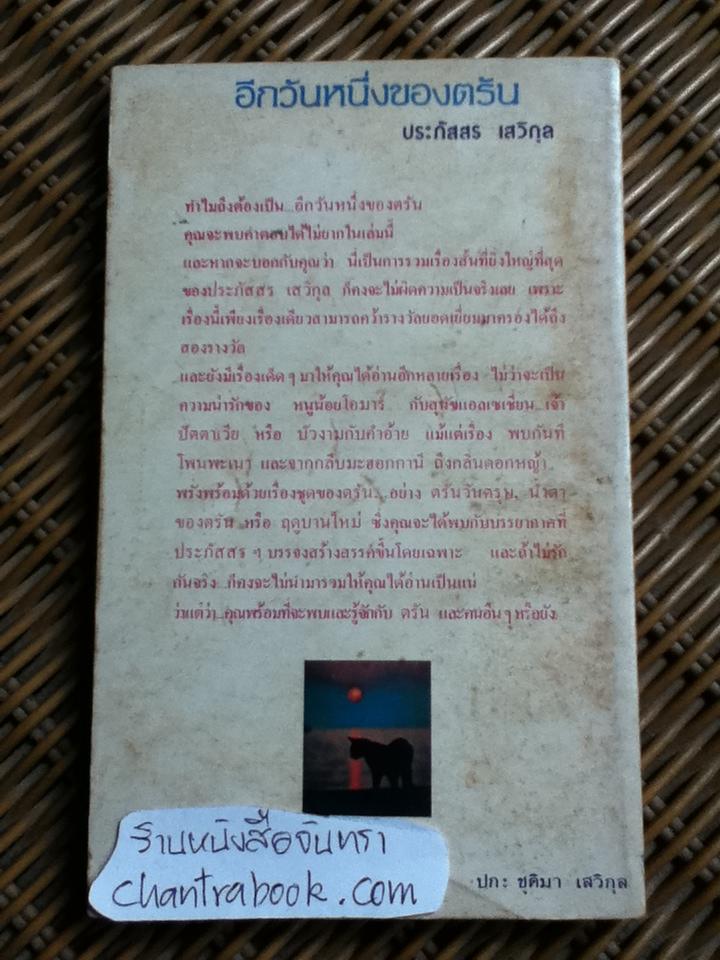 อีกวันหนึ่งของตรัน
ประภัสสร เสวิกุล
ทำไมถึงต้องเป็น...อีกวันหนึ่งของตรัน
คุณจะพบคำตอบได้ไม่ยากในเล่มนี้
และหากจะบอกกับคุณว่า นี่เป็นการรวมเรื่องสั้นที่ยิ่งใหญ่ที่สุด
ของประภัสสร เสวิกุล ก็คงจะไม่ผิดความเป็นจริงเลย เพราะ
เรื่องนี้เพียงเรื่องเดียวสามารถคว้ารางวัลยอดเยี่ยมมาครองได้ถึง
สองรางวัล
และยังมีเรื่องเด็ด ๆ มาให้คุณได้อ่านอีกหลายเรื่อง ไม่ว่าจะเป็น
ความน่ารักของ หนูน้อยโอมาร์ กับสุนัขแอลเซเชี่ยน...เจ้า
ปัตตาเวีย หรือ บัวงามกับคำอ้าย แม้แต่เรื่อง พบกันที่
โพนพะเนา และจากกลีบมะฮอกกานี ถึงกลิ่นดอกหญ้า
พรั่งพร้อมด้วยเรื่องชุดของตรัน...อย่าง ตรันวันตรุษ, น้ำตา
ของตรัน หรือ ฤดูบานใหม่ ซึ่งคุณจะได้พบกับบรรยากาศที่
ประภัสสร ฯ บรรจงสร้างสรรค์ขึ้นโดยเฉพาะ และถ้าไม่รัก
กันจริง...ก็คงจะไม่นำมารวมให้คุณได้อ่านเป็นแน่
ว่าแต่ว่า...คุณพร้อมที่จะพบและรู้จักกับ ตรัน และคนอื่น ๆ หรือยัง
ร้านหนังสือจันทรา
chantrabook.com
ปก: ชุติมา เสวิกุล